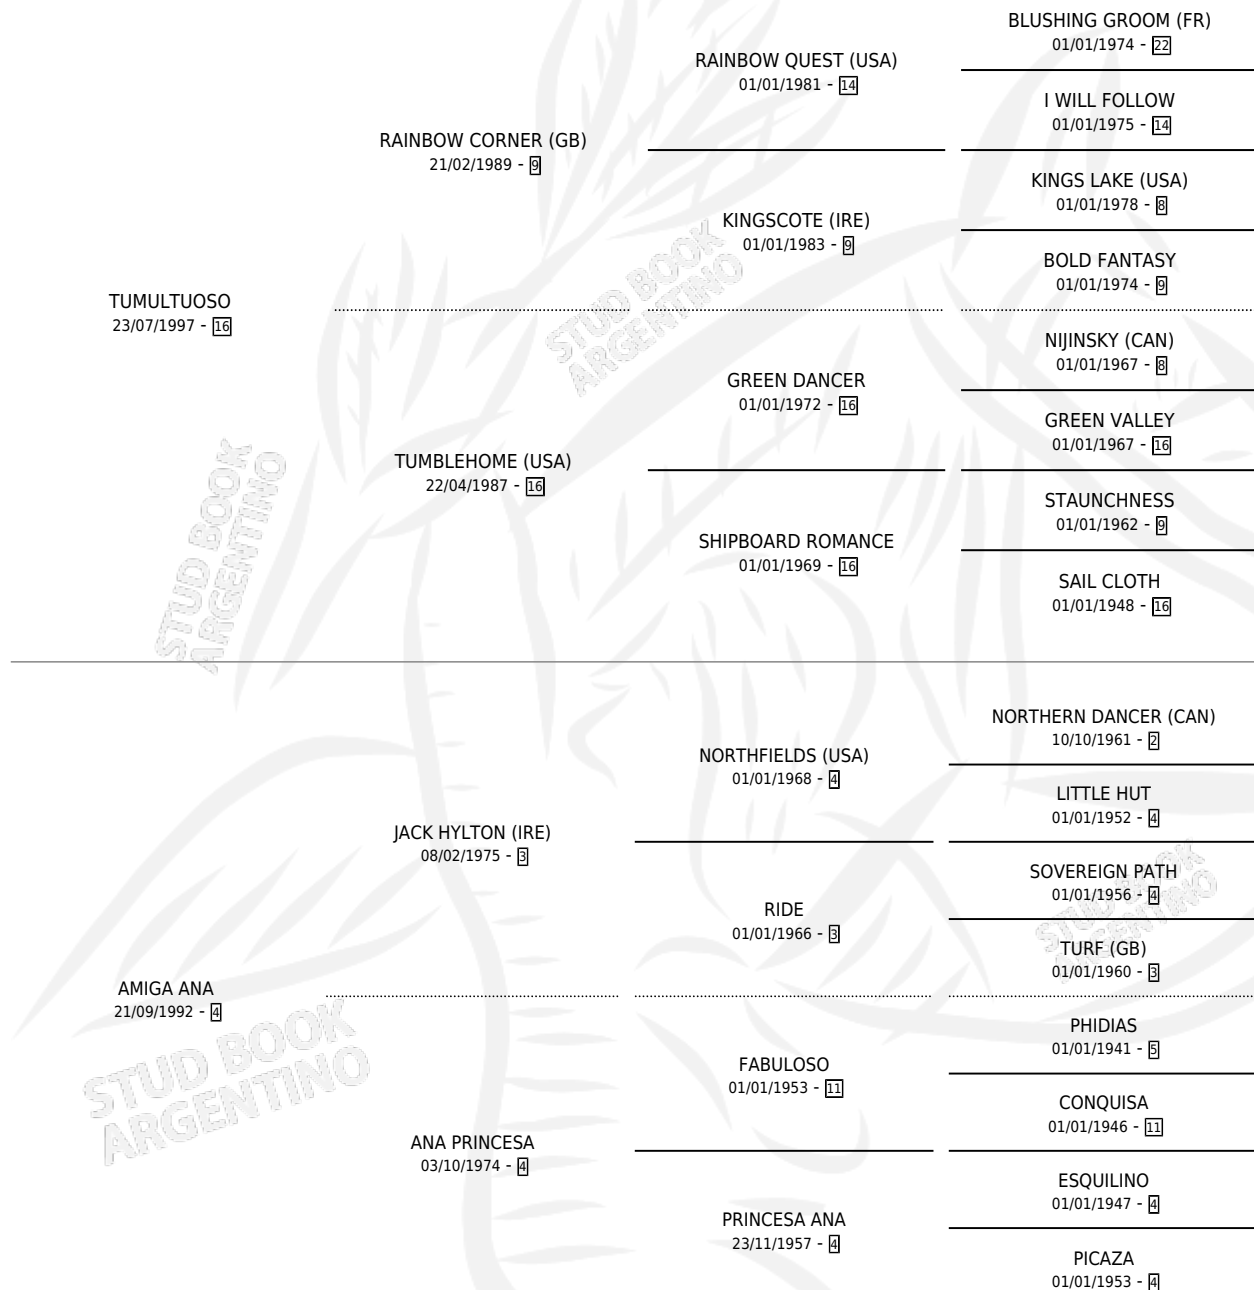 BLUSHING GROOM (FR)
01/01/1974 - 22
RAINBOW QUEST (USA)
01/01/1981 - 14
I WILL FOLLOW
01/01/1975 - 14
RAINBOW CORNER (GB)
21/02/1989 - 9
KINGS LAKE (USA)
01/01/1978 - 8
KINGSCOTE (IRE)
01/01/1983 - 9
BOLD FANTASY
01/01/1974 - 9
TUMULTUOSO
23/07/1997 - 16
NIJINSKY (CAN)
01/01/1967 - 8
GREEN DANCER
01/01/1972 - 16
GREEN VALLEY
01/01/1967 - 16
TUMBLEHOME (USA)
22/04/1987 - 16
STAUNCHNESS
01/01/1962 - 9
SHIPBOARD ROMANCE
01/01/1969 - 16
SAIL CLOTH
01/01/1948 - 16
NORTHERN DANCER (CAN)
10/10/1961 - 2
NORTHFIELDS (USA)
01/01/1968 - 4
LITTLE HUT
01/01/1952 - 4
JACK HYLTON (IRE)
08/02/1975 - 3
SOVEREIGN PATH
01/01/1956 - 4
RIDE
01/01/1966 - 3
TURF (GB)
01/01/1960 - 3
AMIGA ANA
21/09/1992 - 4
PHIDIAS
01/01/1941 - 5
FABULOSO
01/01/1953 - 11
CONQUISA
01/01/1946 - 11
ANA PRINCESA
03/10/1974 - 4
ESQUILINO
01/01/1947 - 4
PRINCESA ANA
23/11/1957 - 4
PICAZA
01/01/1953 - 4
STUD BOOK
ARGENTINO
STUD BOOK
ARGENTINO
STUD BOOK
ARGENTINO
STUD BOOK
ARGENTINO